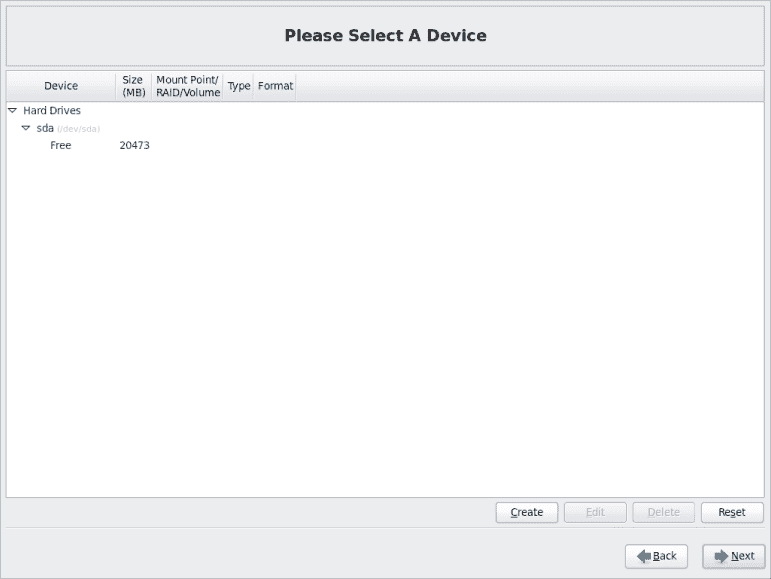 Please Select A Device
Device Size (MB) Mount Point/ RAID/Volume Type Format
Hard Drives
sda (/dev/sda)
Free 20473
Create Edit Delete Reset
Back Next